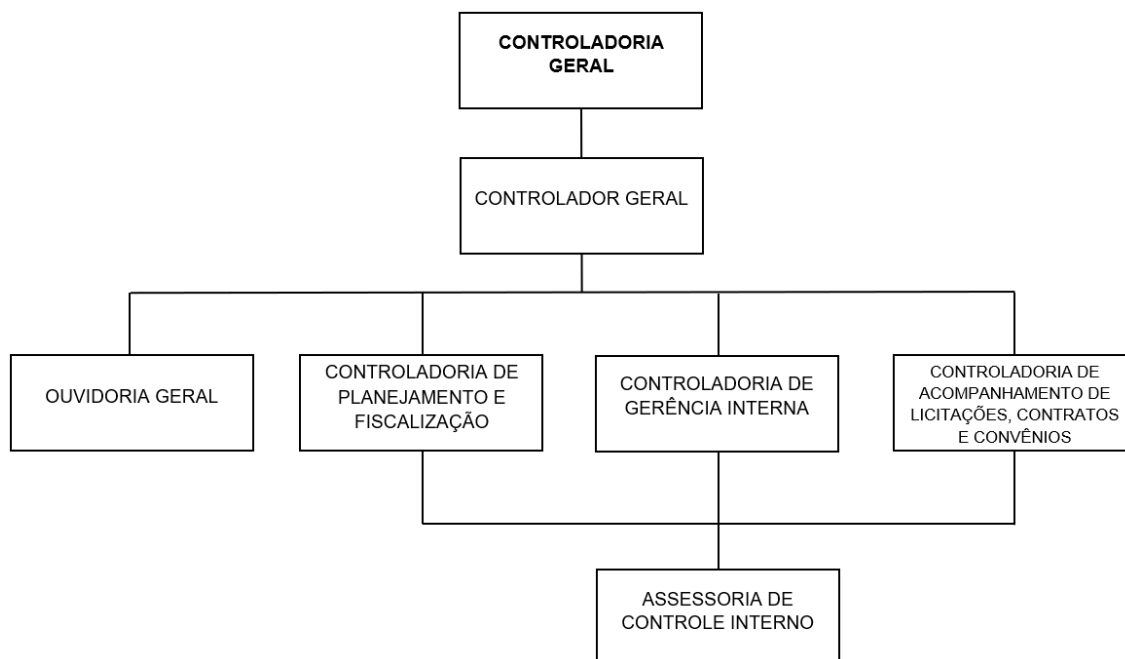 CONTROLADORIA
GERAL
CONTROLADOR GERAL
OUVIDORIA GERAL
CONTROLADORIA DE
PLANEJAMENTO E
FISCALIZAÇÃO
CONTROLADORIA DE
GERÊNCIA INTERNA
CONTROLADORIA DE
ACOMPANHAMENTO DE
LICITAÇÕES, CONTRATOS
E CONVÊNIOS
ASSESSORIA DE
CONTROLE INTERNO